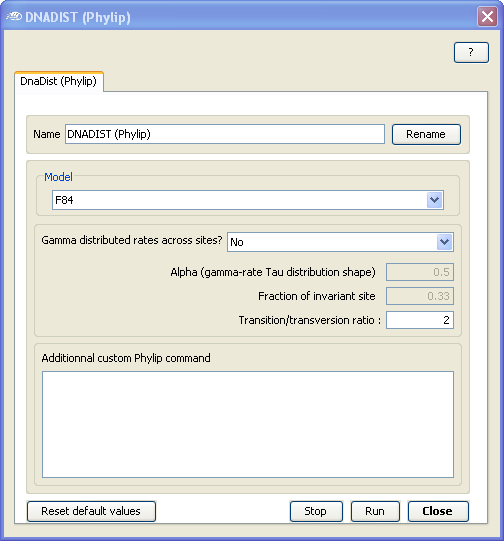 DNADIST (Phylip)
?
DnaDist (Phylip)
Name DNADIST (Phylip) Rename
Model
F84
Gamma distributed rates across sites? No
Alpha (gamma-rate Tau distribution shape) 0.5
Fraction of invariant site 0.33
Transition/transversion ratio : 2
Additionnal custom Phylip command
Reset default values Stop Run Close